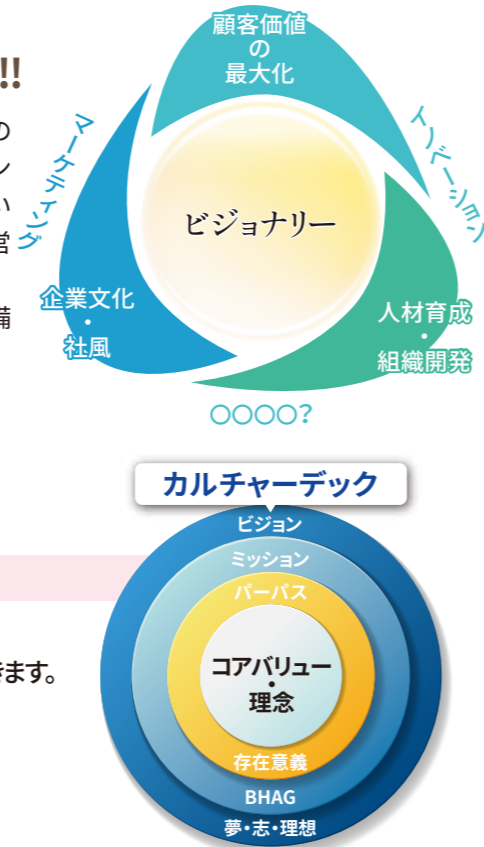 !!
の
ン
い
営
備
顧客価値
の
最大化
マーケティング
イノベーション
ビジョナリー
企業文化
・
社風
人材育成
・
組織開発
〇〇〇〇?
カルチャーデック
ビジョン
ミッション
パーパス
コアバリュー
・
理念
存在意義
BHAG
夢・志・理想
きます。